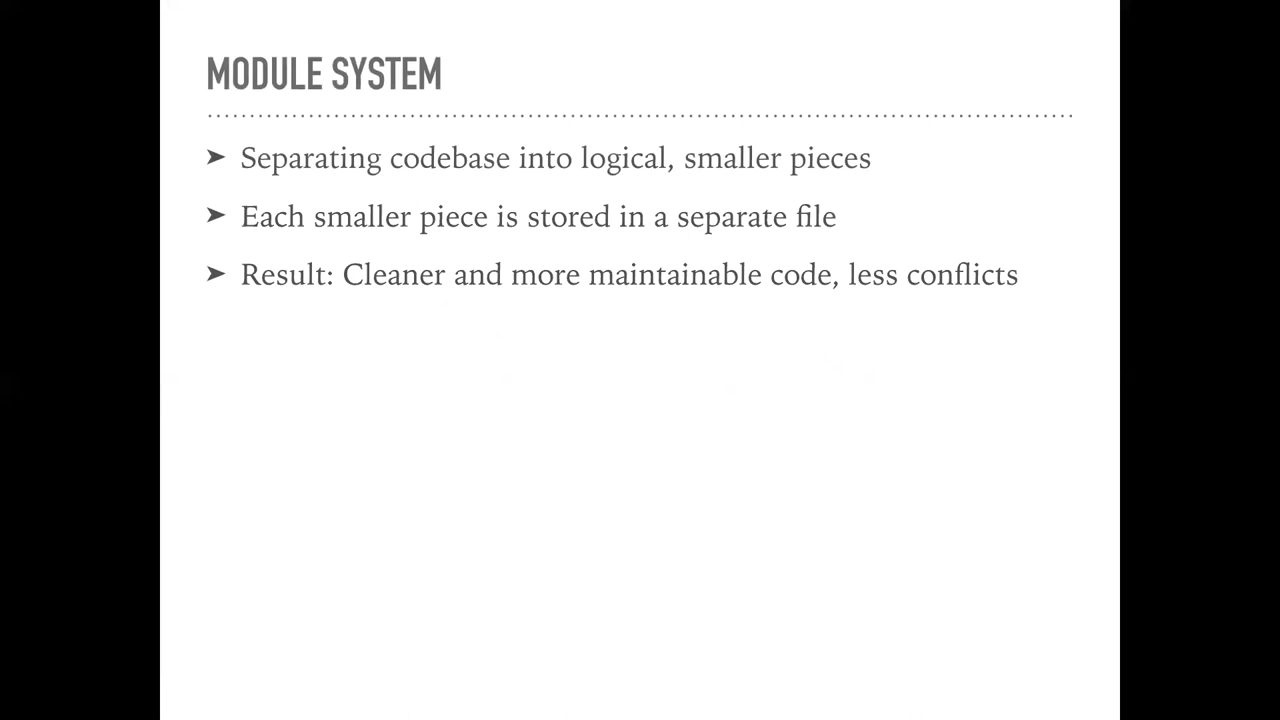 MODULE SYSTEM
➤ Separating codebase into logical, smaller pieces
➤ Each smaller piece is stored in a separate file
➤ Result: Cleaner and more maintainable code, less conflicts